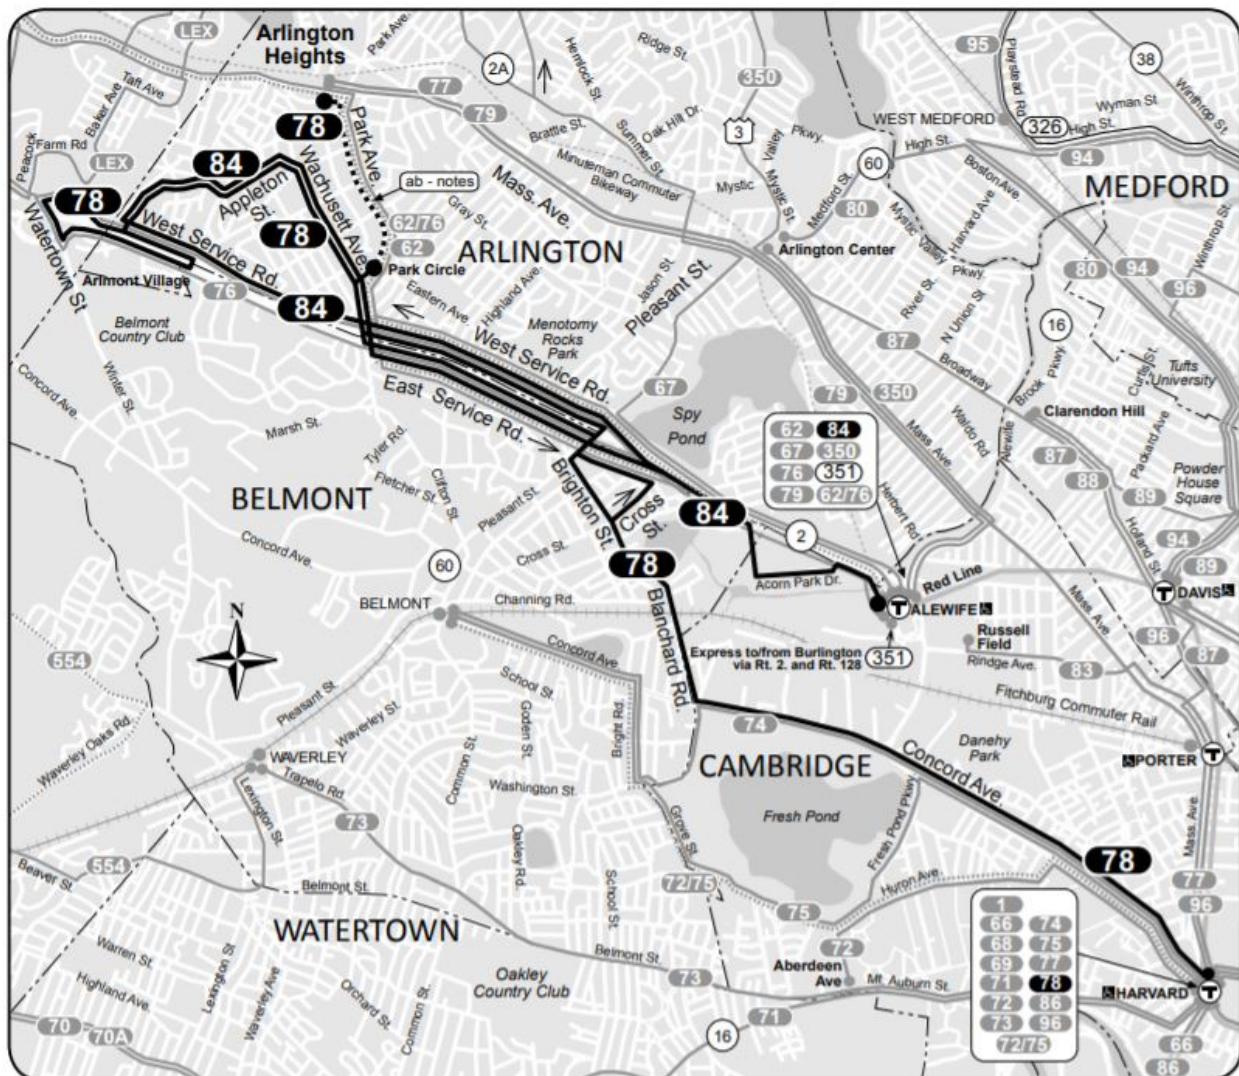 LEX
Arlington
Heights
Park Ave.
2A
Hemlock St.
Ridge St.
95
Playstead Rd
38
Winthrop St.
Taft Ave
77
350
Wyman St
Baker Ave
78
Park Ave
79
Brattle St.
Summer St.
Oak Hill Dr.
3
Valley
Pkwy.
WEST MEDFORD
326
High St.
Peacock
Farm Rd
LEX
84
Wachusett Ave
ab - notes
Minuteman Commuter
Bikeway
Mystic
60
High St.
94
Boston Ave.
MEDFORD
78
Appleton
St.
62/76
Gray St.
Mass. Ave.
Mystic St.
Medford St.
80
Mystic Valley
Pkwy.
Harvard Ave.
Winthrop St.
Watertown St
West Service Rd.
78
62
ARLINGTON
Arlington Center
80
94
Park Circle
Arlmont Village
76
84
Eastern Ave.
Highland Ave.
Jason St.
Pleasant St.
River St.
N Union St
96
Belmont
Country Club
Menotomy
Rocks
Park
16
West Service Rd.
87
Broadway
Brook
Pkwy.
Curtis St.
Tufts
University
Concord Ave.
Winter St.
East Service Rd.
67
Spy
Pond
79
350
Waldo Rd
Clarendon Hill
Marsh St.
Tyler Rd.
62
84
67
350
76
351
79
62/76
Mass. Ave.
Alewife
87
Packard Ave.
Powder
House
Square
BELMONT
Fletcher St.
Clifton St.
Pleasant St.
Brighton St.
Cross
St.
84
Herbert Rd.
88
89
Holland St.
94
Concord Ave.
Cross St.
2
60
78
Acorn Park Dr.
Red Line
89
BELMONT
Channing Rd.
T
ALEWIFE
T
DAVIS
N
Blanchard Rd.
Mass. Ave.
Russell
Field
96
87
554
Concord Ave.
Express to/from Burlington
via Rt. 2. and Rt. 128
351
Rindge Ave.
83
Pleasant St.
School St.
Fitchburg Commuter Rail
Waverley Oaks Rd.
Waverley St.
Goden St.
Bright Rd.
74
Concord Ave.
Danehy
Park
WAVERLEY
Common St.
CAMBRIDGE
PORTER
T
Trapelo Rd.
Washington St.
Lexington St.
73
Fresh Pond
Fresh Pond Pkwy
Mass. Ave
Oakley Rd.
Grove St.
78
554
Beaver St.
72/75
Huron Ave.
77
Belmont St.
School St.
75
96
1
66
74
68
75
69
77
71
78
72
86
73
96
72/75
WATERTOWN
Warren St.
Lexington St
Belmont St.
72
Aberdeen
Ave
Mt. Auburn St.
Highland Ave.
Waverley Ave
Oakley
Country Club
73
HARVARD
T
Orchard St.
Common St.
71
70
70A
16
66
86